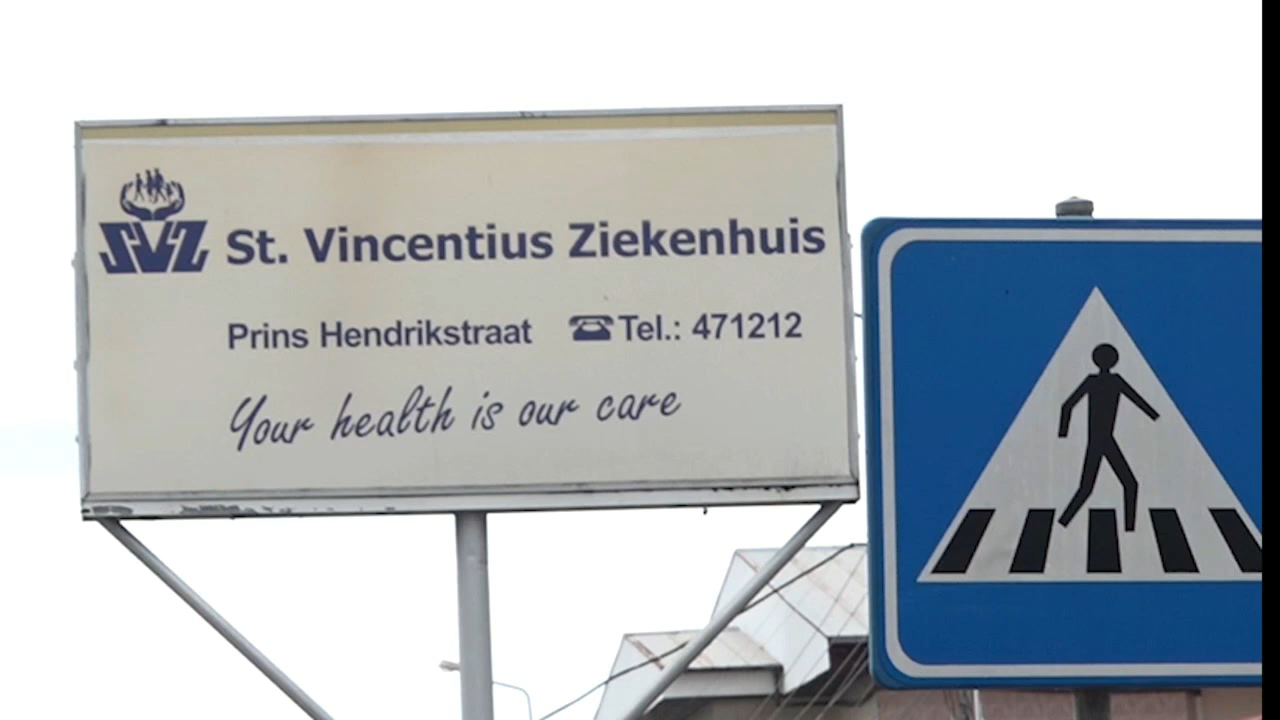 SVZ
St. Vincentius Ziekenhuis
Prins Hendrikstraat Tel.: 471212
Your health is our care